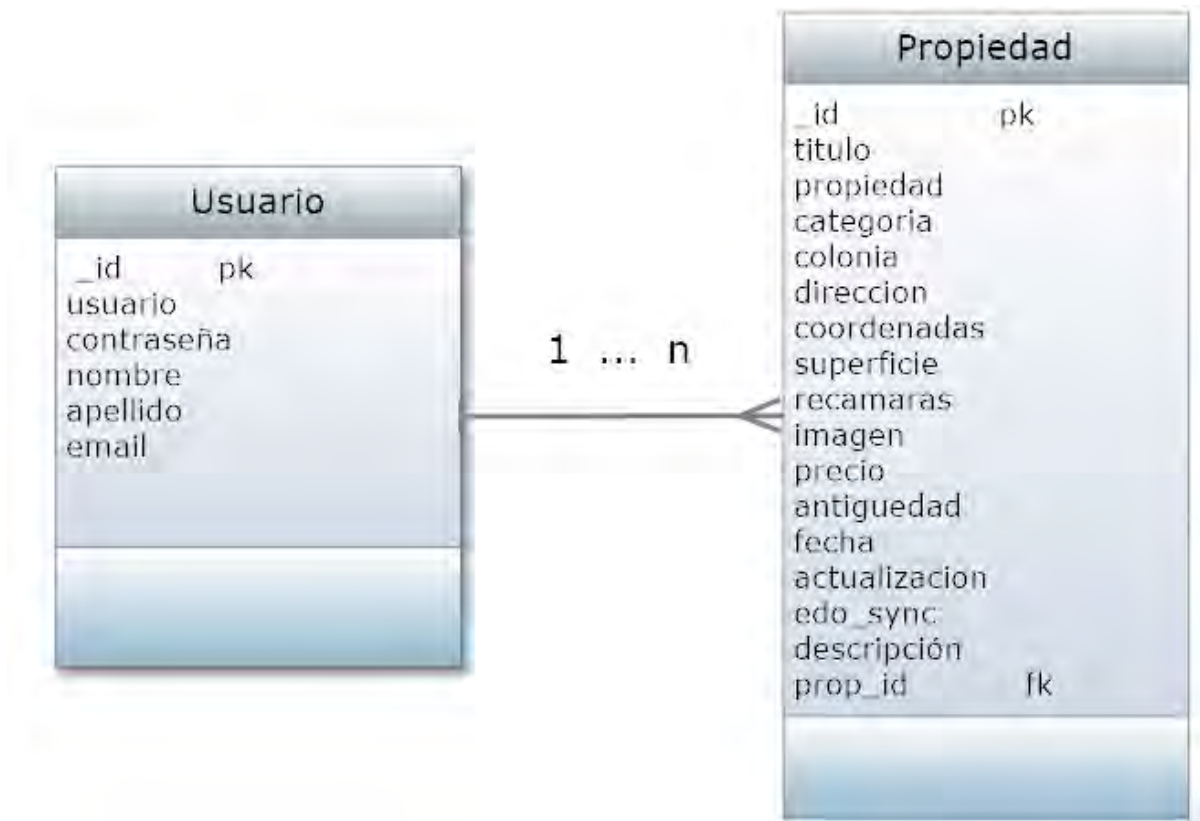 Usuario
_id pk
usuario
contraseña
nombre
apellido
email
1 ... n
Propiedad
_id pk
titulo
propiedad
categoria
colonia
direccion
coordenadas
superficie
recamaras
imagen
precio
antiguedad
fecha
actualizacion
edo_sync
descripción
prop_id fk